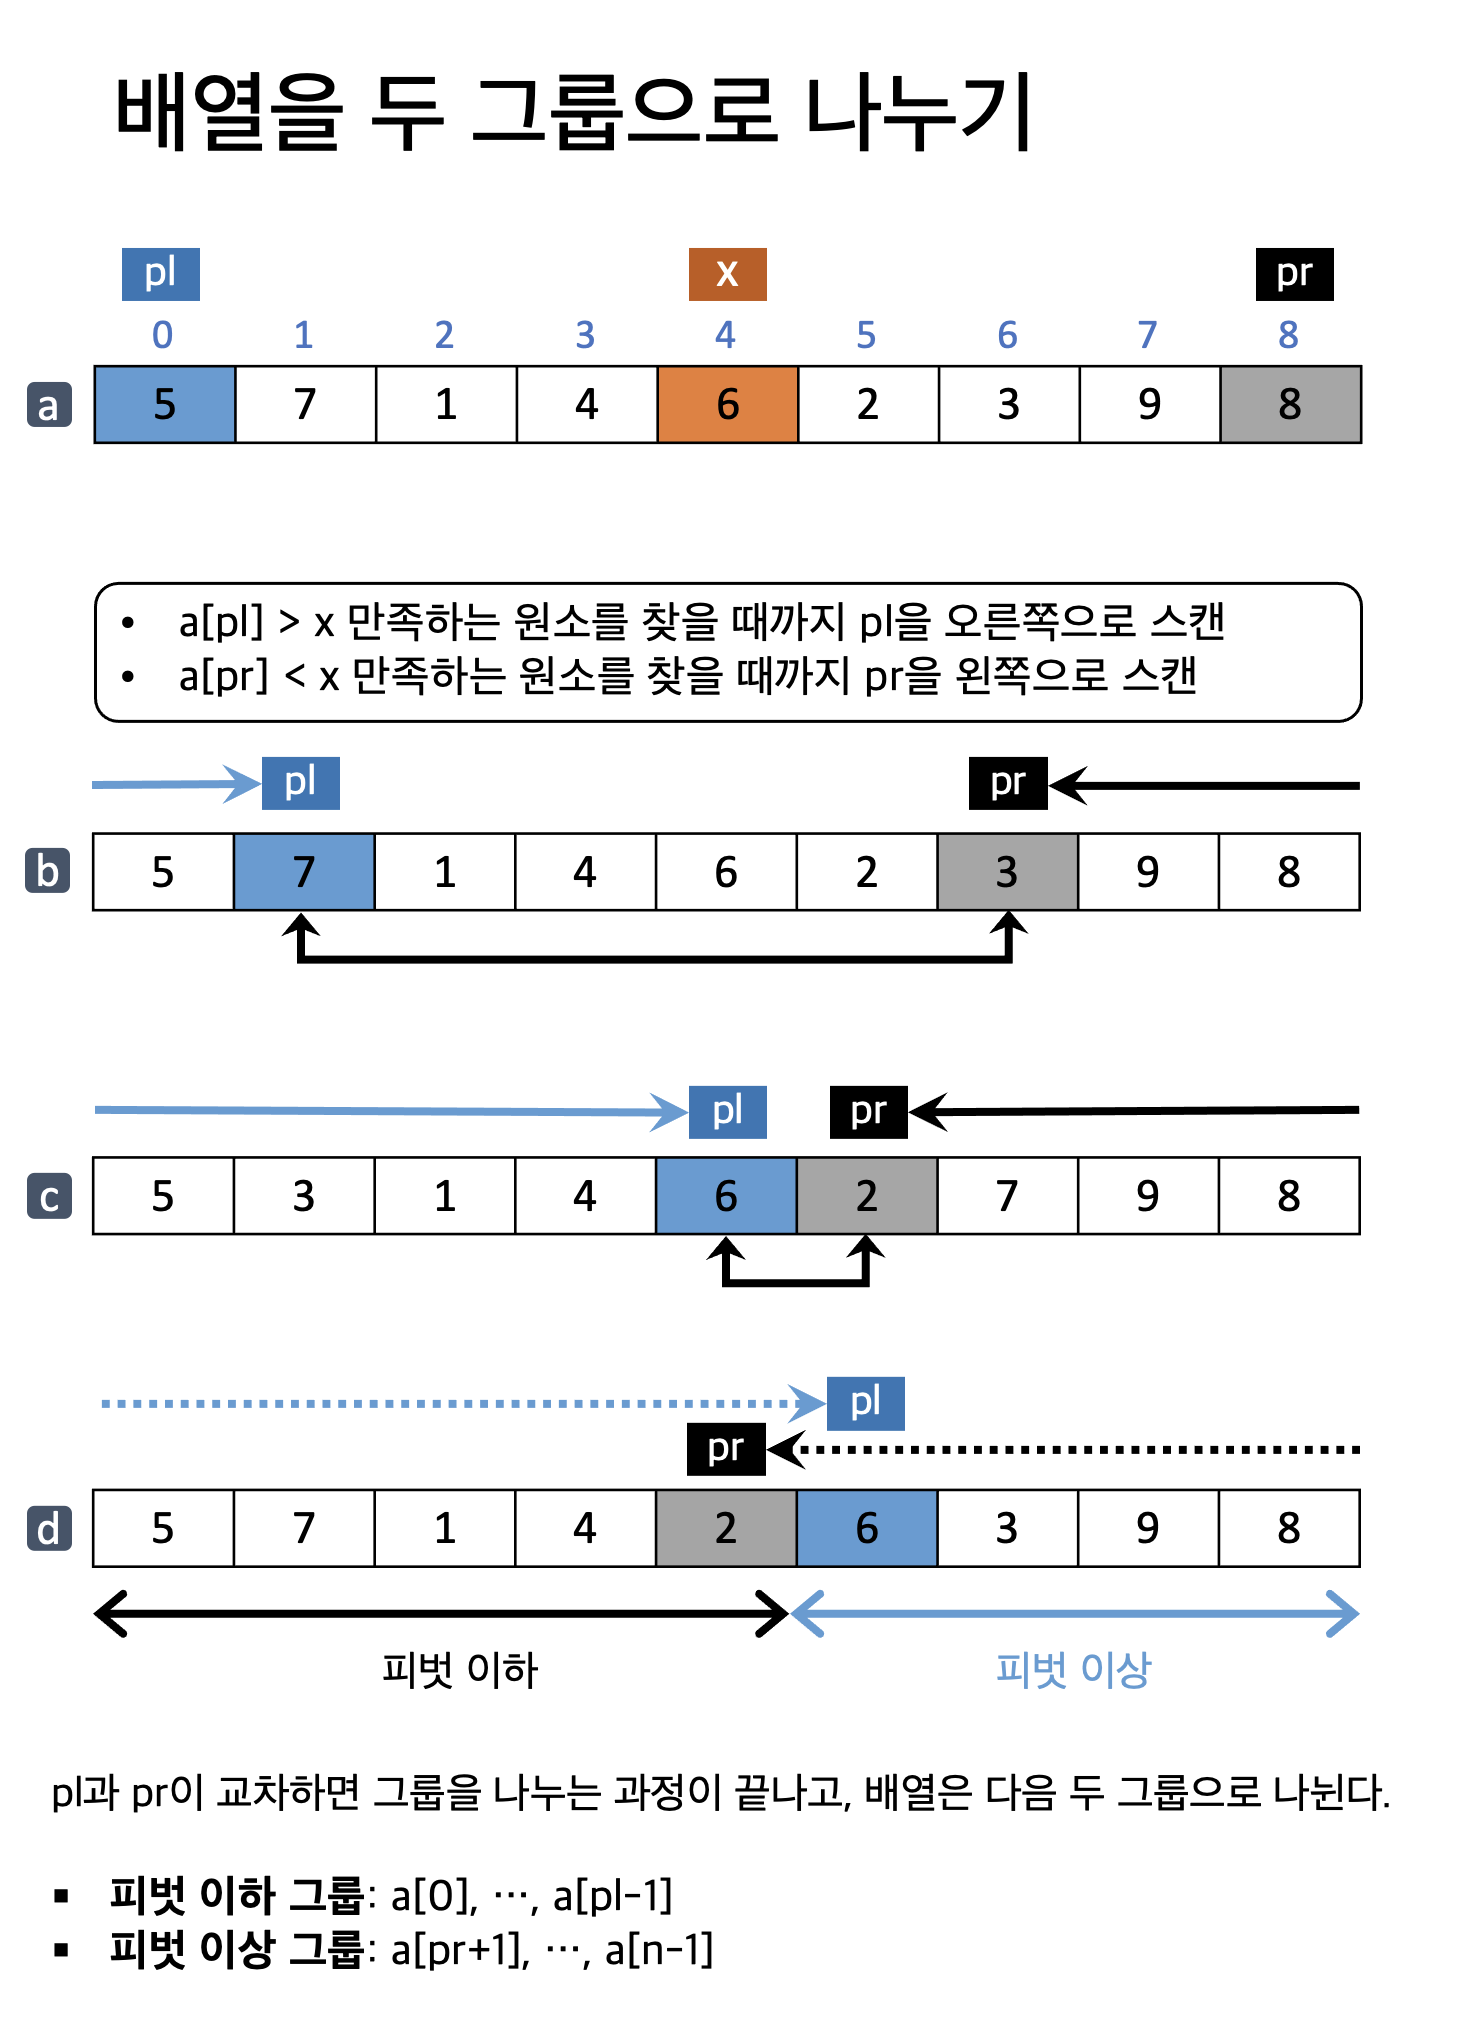 배열을 두 그룹으로 나누기
pl x pr
0 1 2 3 4 5 6 7 8
a 5 7 1 4 6 2 3 9 8
• a[pl] > x 만족하는 원소를 찾을 때까지 pl을 오른쪽으로 스캔
• a[pr] < x 만족하는 원소를 찾을 때까지 pr을 왼쪽으로 스캔
pl pr
b 5 7 1 4 6 2 3 9 8
pl pr
c 5 3 1 4 6 2 7 9 8
pl
pr
d 5 7 1 4 2 6 3 9 8
피벗 이하 피벗 이상
pl과 pr이 교차하면 그룹을 나누는 과정이 끝나고, 배열은 다음 두 그룹으로 나뉜다.
▪ 피벗 이하 그룹: a[0], …, a[pl-1]
▪ 피벗 이상 그룹: a[pr+1], …, a[n-1]